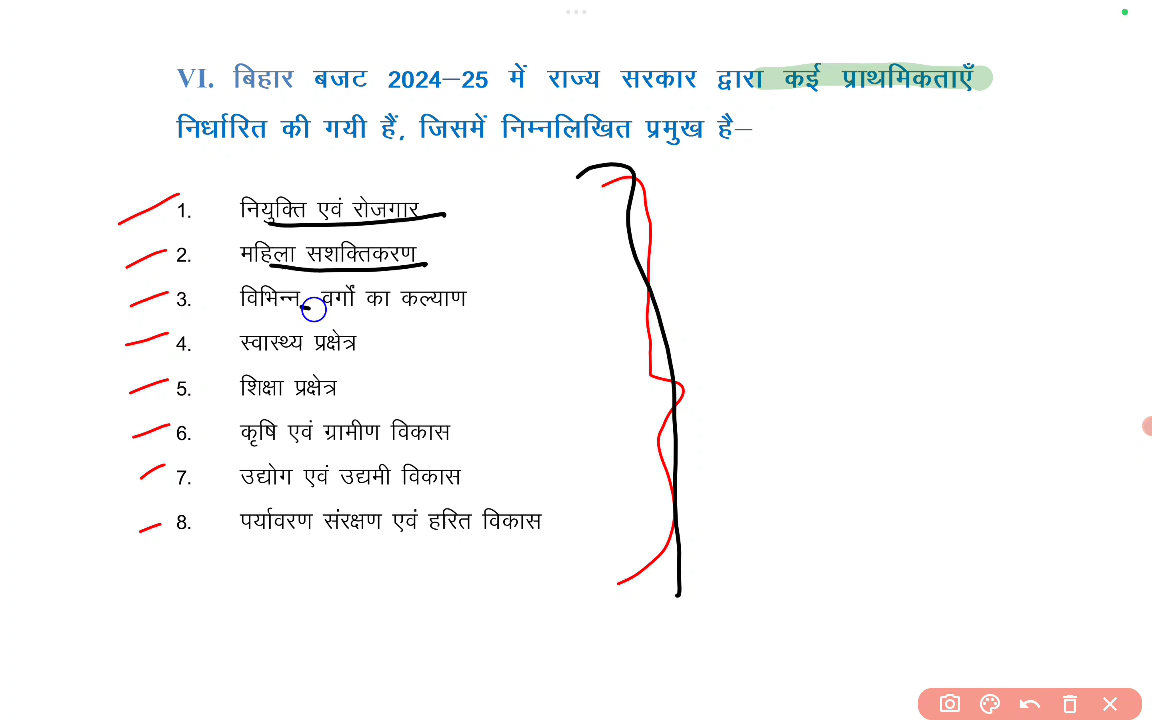 VI. बिहार बजट 2024–25 में राज्य सरकार द्वारा कई प्राथमिकताएँ
निर्धारित की गयी हैं, जिसमें निम्नलिखित प्रमुख है–
1. नियुक्ति एवं रोजगार
2. महिला सशक्तिकरण
3. विभिन्न वर्गों का कल्याण
4. स्वास्थ्य प्रक्षेत्र
5. शिक्षा प्रक्षेत्र
6. कृषि एवं ग्रामीण विकास
7. उद्योग एवं उद्यमी विकास
8. पर्यावरण संरक्षण एवं हरित विकास